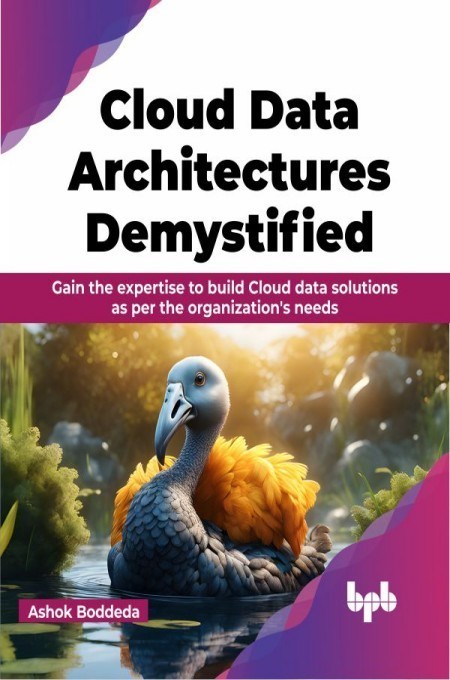 Cloud Data
Architectures
Demystified
Gain the expertise to build Cloud data solutions
as per the organization's needs
Ashok Boddeda
bpb